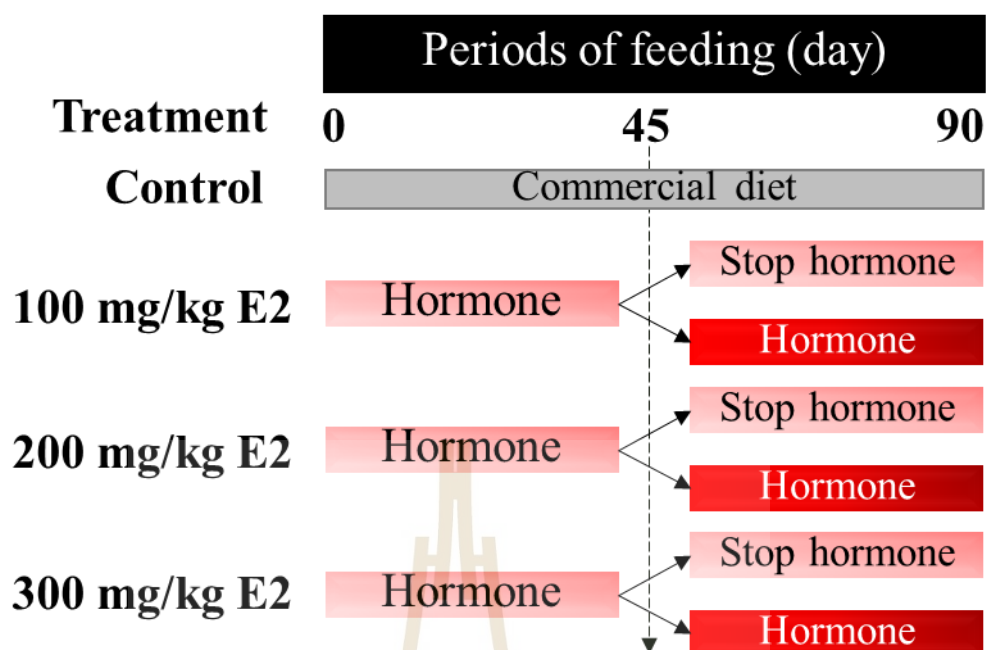 Periods of feeding (day)
Treatment 0 45 90
Control Commercial diet
Stop hormone
100 mg/kg E2 Hormone
Hormone
Stop hormone
200 mg/kg E2 Hormone
Hormone
Stop hormone
300 mg/kg E2 Hormone
Hormone